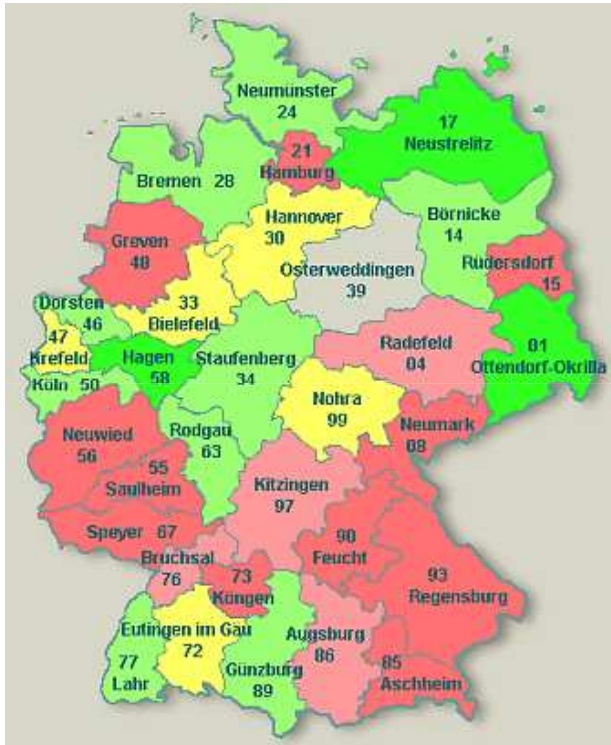 Neumünster
24
17
Neustrelitz
21
Hamburg
Bremen 28
Hannover
30
Börnicke
14
Greven
48
Osterweddingen
39
Rüdersdorf
15
33
Bielefeld
Dorsten
46
47
Krefeld
Hagen
58
Staufenberg
34
Radefeld
04
01
Ottendorf-Okrilla
Köln 50
Nohra
99
Neumark
08
Neuwied
56
Rodgau
63
55
Saulheim
Kitzingen
97
Speyer 67
90
Feucht
Bruchsal
76
73
Köngen
93
Regensburg
Eutingen im Gäu
72
Augsburg
86
77
Lahr
Günzburg
89
85
Aschheim